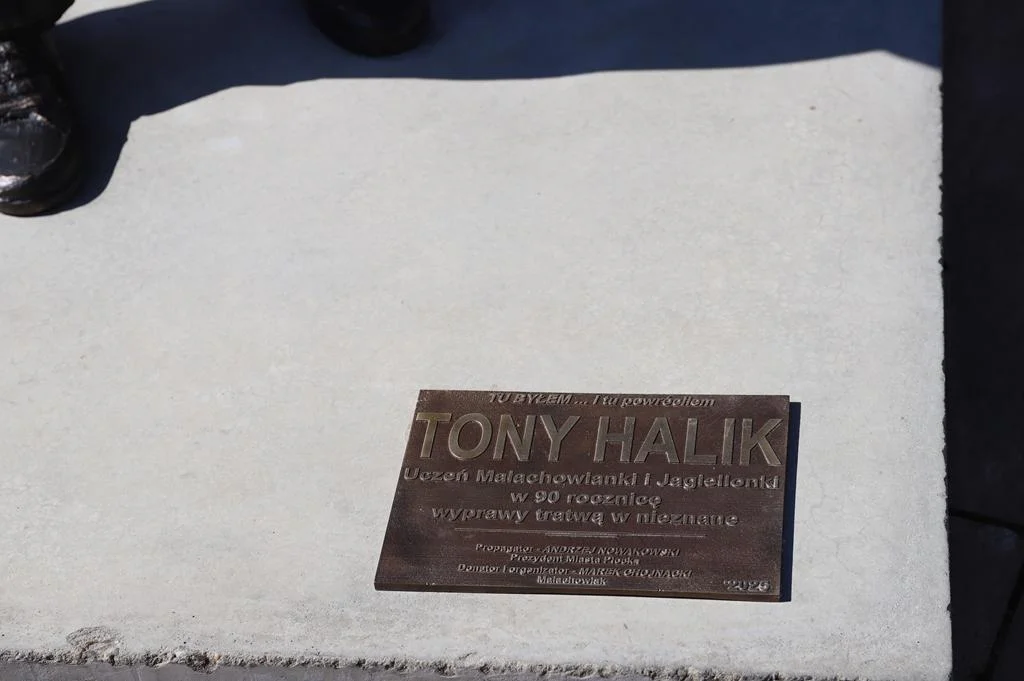 TU BYŁEM ... i tu powróciłem
TONY HALIK
Uczeń Małachowianki i Jagiellonki
w 90 rocznicę
wyprawy tratwą w nieznane
Propagator - ANDRZEJ NOWAKOWSKI
Prezydent Miasta Płocka
Donator i organizator - MAREK CHOJNACKI
Małachowiak
2025